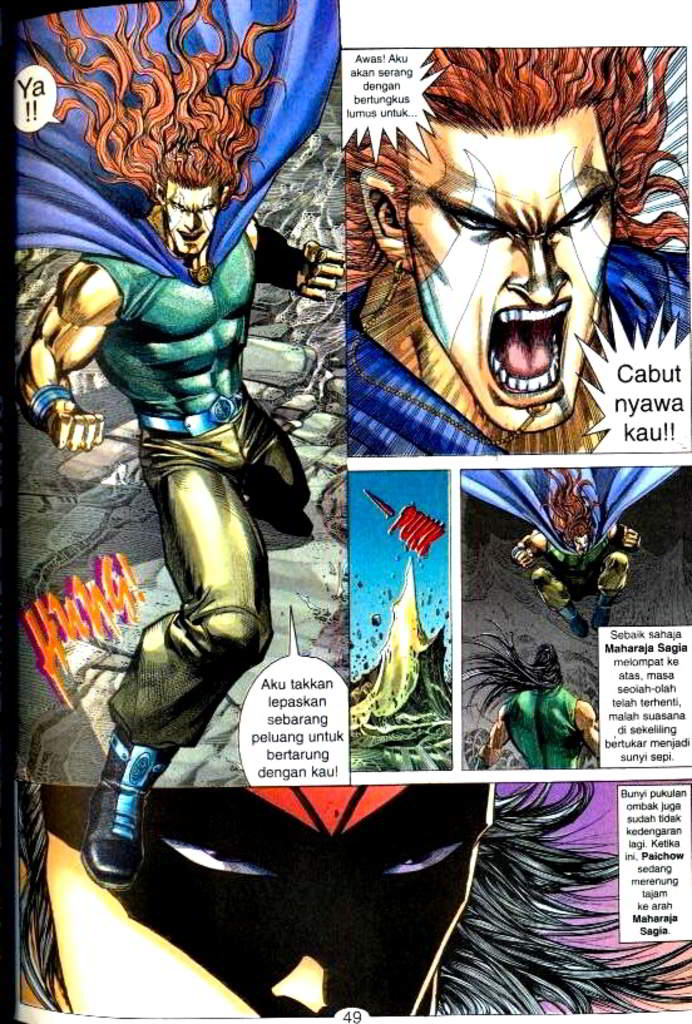 Ya
!!
Awas! Aku
akan serang
dengan
bertungkus
lumus untuk...
Cabut
nyawa
kau!!
HUNNG!
Aku takkan
lepaskan
sebarang
peluang untuk
bertarung
dengan kau!
PUNK
Sebaik sahaja
Maharaja Sagia
melompat ke
atas, masa
seolah-olah
telah terhenti,
malah suasana
di sekeliling
bertukar menjadi
sunyi sepi.
Bunyi pukulan
ombak juga
sudah tidak
kedengaran
lagi. Ketika
ini, Paichow
sedang
merenung
tajam
ke arah
Maharaja
Sagia.
49